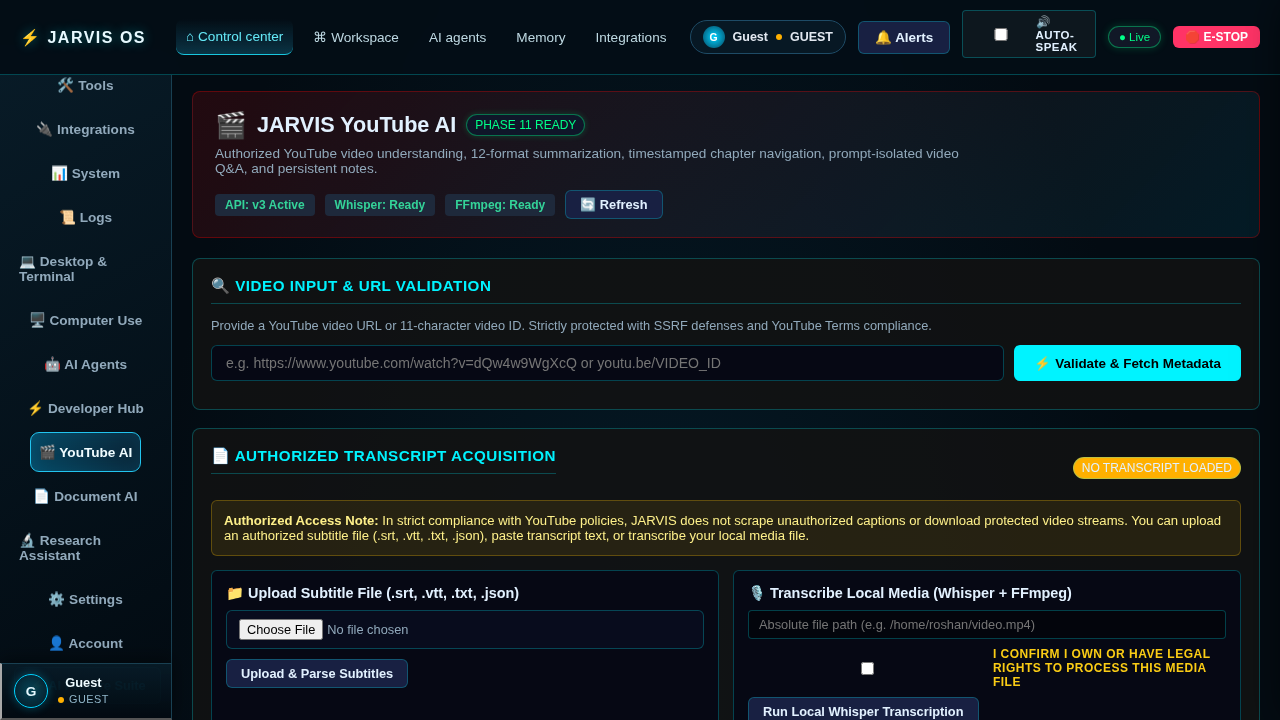 ⚡ JARVIS OS
⌂ Control center
⌘ Workspace
AI agents
Memory
Integrations
G Guest • GUEST
🔔 Alerts
🔊 AUTO-SPEAK
● Live
🛑 E-STOP
🛠️ Tools
🔌 Integrations
📊 System
📜 Logs
💻 Desktop &
Terminal
🖥️ Computer Use
🤖 AI Agents
⚡ Developer Hub
🎬 YouTube AI
📄 Document AI
🔬 Research
Assistant
⚙️ Settings
👤 Account
G Guest
● GUEST
🎬 JARVIS YouTube AI PHASE 11 READY
Authorized YouTube video understanding, 12-format summarization, timestamped chapter navigation, prompt-isolated video
Q&A, and persistent notes.
API: v3 Active
Whisper: Ready
FFmpeg: Ready
🔄 Refresh
🔍 VIDEO INPUT & URL VALIDATION
Provide a YouTube video URL or 11-character video ID. Strictly protected with SSRF defenses and YouTube Terms compliance.
e.g. https://www.youtube.com/watch?v=dQw4w9WgXcQ or youtu.be/VIDEO_ID
⚡ Validate & Fetch Metadata
📄 AUTHORIZED TRANSCRIPT ACQUISITION
NO TRANSCRIPT LOADED
Authorized Access Note: In strict compliance with YouTube policies, JARVIS does not scrape unauthorized captions or download protected video streams. You can upload
an authorized subtitle file (.srt, .vtt, .txt, .json), paste transcript text, or transcribe your local media file.
📁 Upload Subtitle File (.srt, .vtt, .txt, .json)
Choose File No file chosen
Upload & Parse Subtitles
🎙️ Transcribe Local Media (Whisper + FFmpeg)
Absolute file path (e.g. /home/roshan/video.mp4)
I CONFIRM I OWN OR HAVE LEGAL
RIGHTS TO PROCESS THIS MEDIA
FILE
Run Local Whisper Transcription